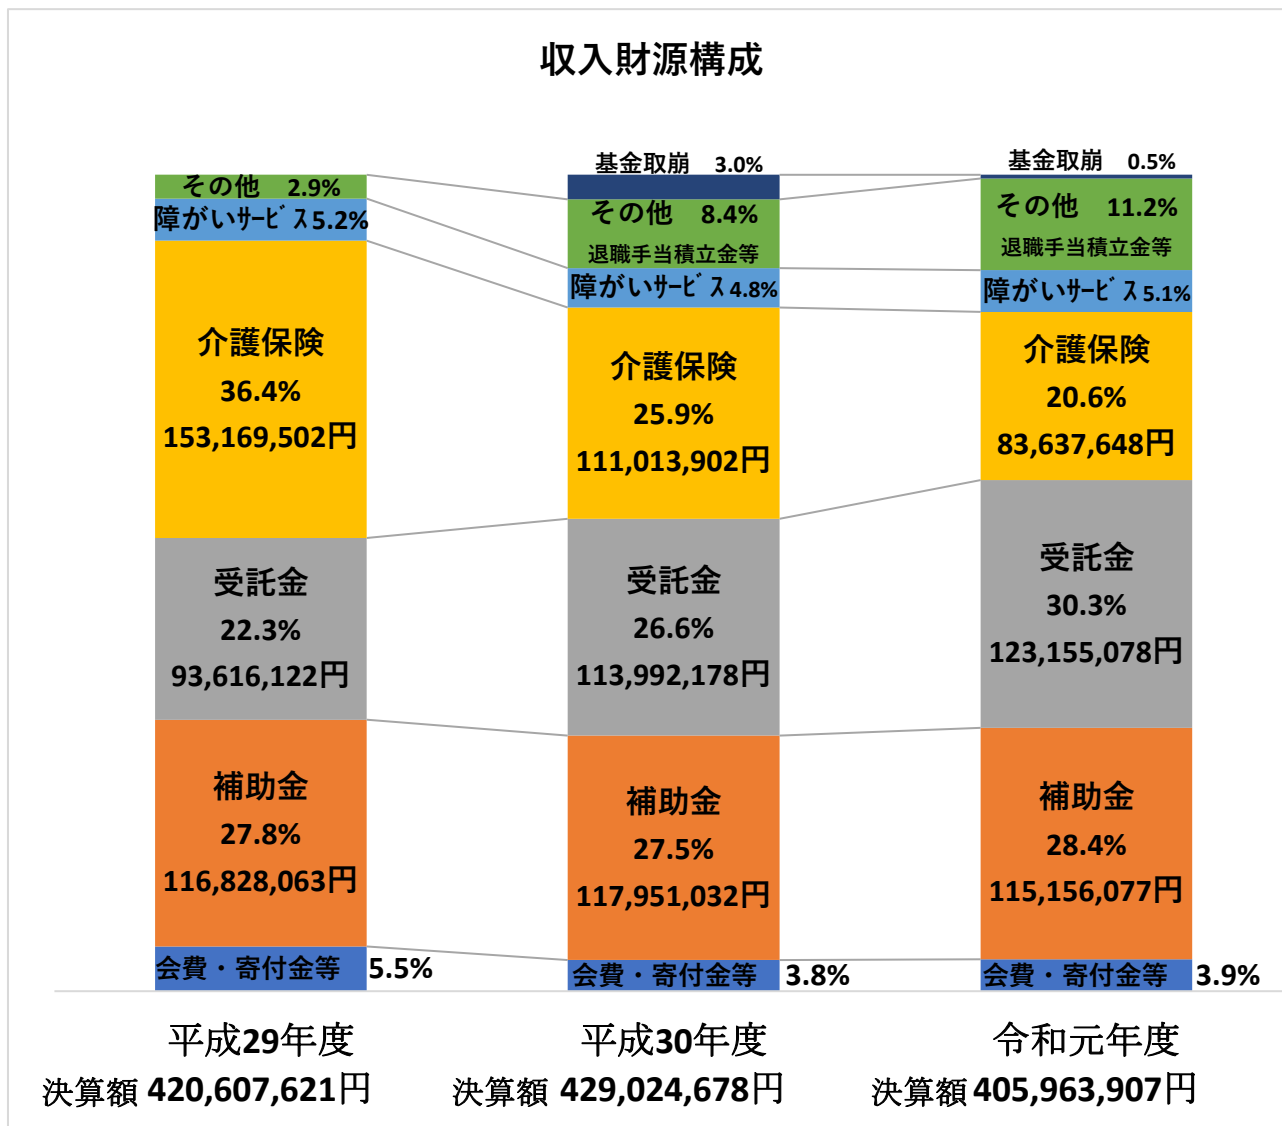 収入財源構成
その他 2.9%
障がいサービス 5.2%
介護保険
36.4%
153,169,502円
受託金
22.3%
93,616,122円
補助金
27.8%
116,828,063円
会費・寄付金等 5.5%
平成29年度
決算額 420,607,621円
基金取崩 3.0%
その他 8.4%
退職手当積立金等
障がいサービス 4.8%
介護保険
25.9%
111,013,902円
受託金
26.6%
113,992,178円
補助金
27.5%
117,951,032円
会費・寄付金等 3.8%
平成30年度
決算額 429,024,678円
基金取崩 0.5%
その他 11.2%
退職手当積立金等
障がいサービス 5.1%
介護保険
20.6%
83,637,648円
受託金
30.3%
123,155,078円
補助金
28.4%
115,156,077円
会費・寄付金等 3.9%
令和元年度
決算額 405,963,907円